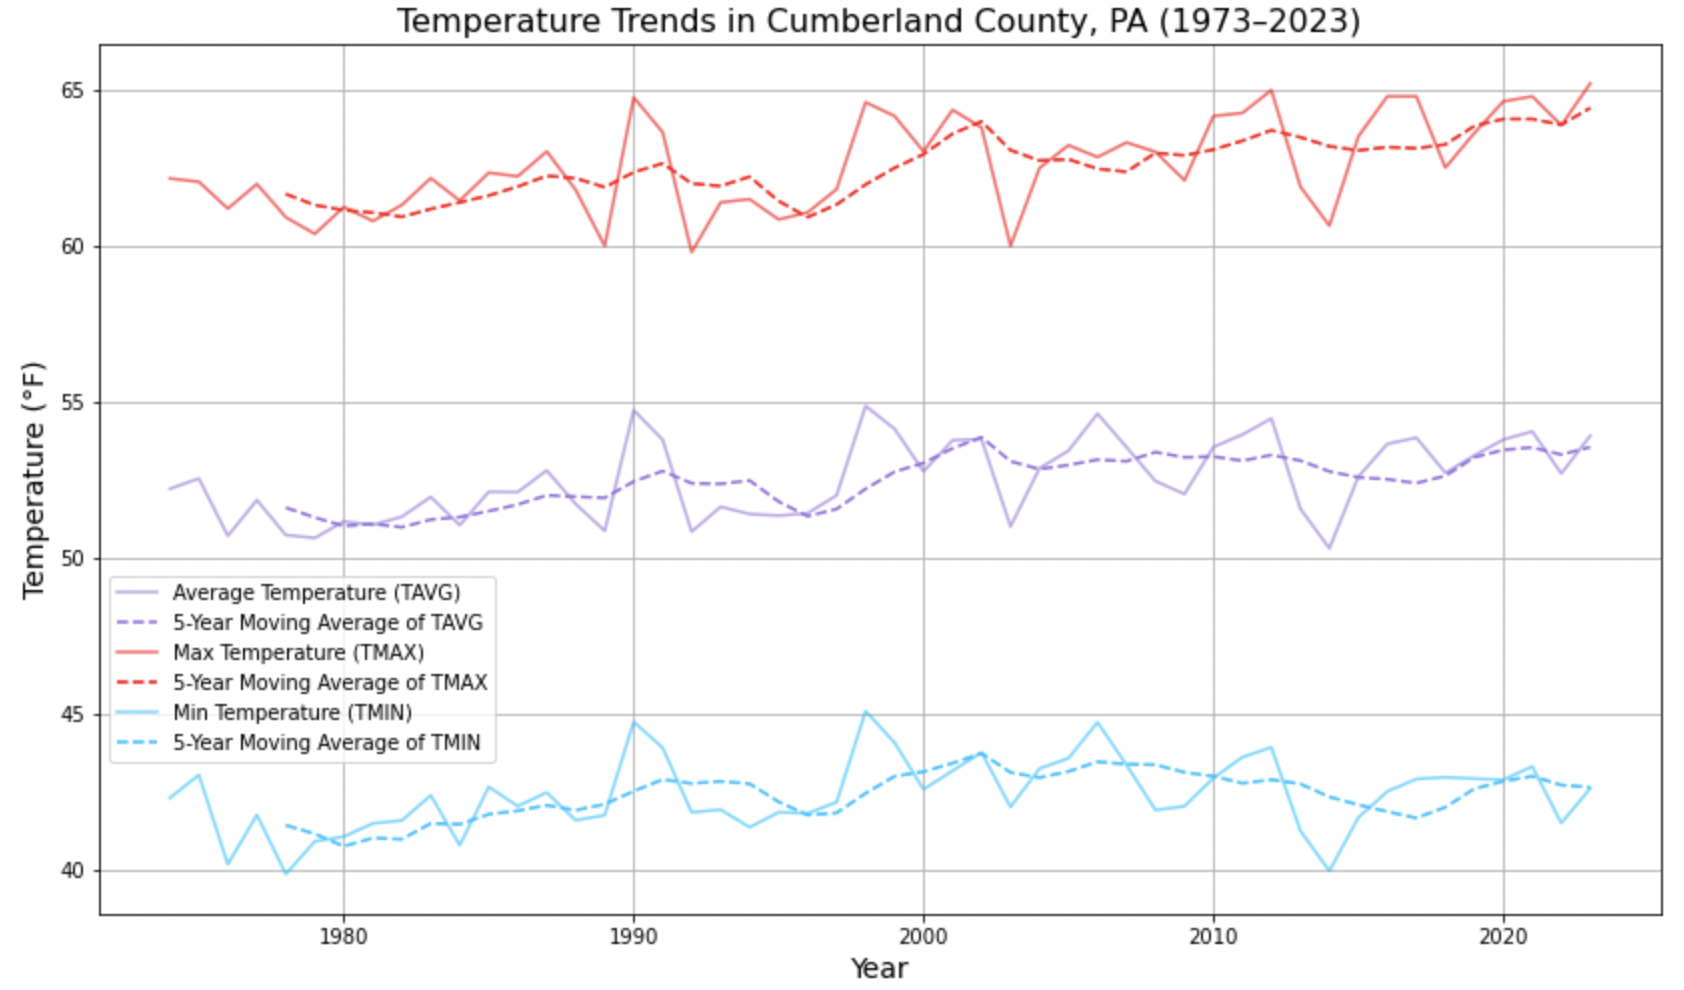 Temperature Trends in Cumberland County, PA (1973–2023)
65
60
55
50
45
40
Temperature (°F)
Average Temperature (TAVG)
5-Year Moving Average of TAVG
Max Temperature (TMAX)
5-Year Moving Average of TMAX
Min Temperature (TMIN)
5-Year Moving Average of TMIN
1980 1990 2000 2010 2020
Year